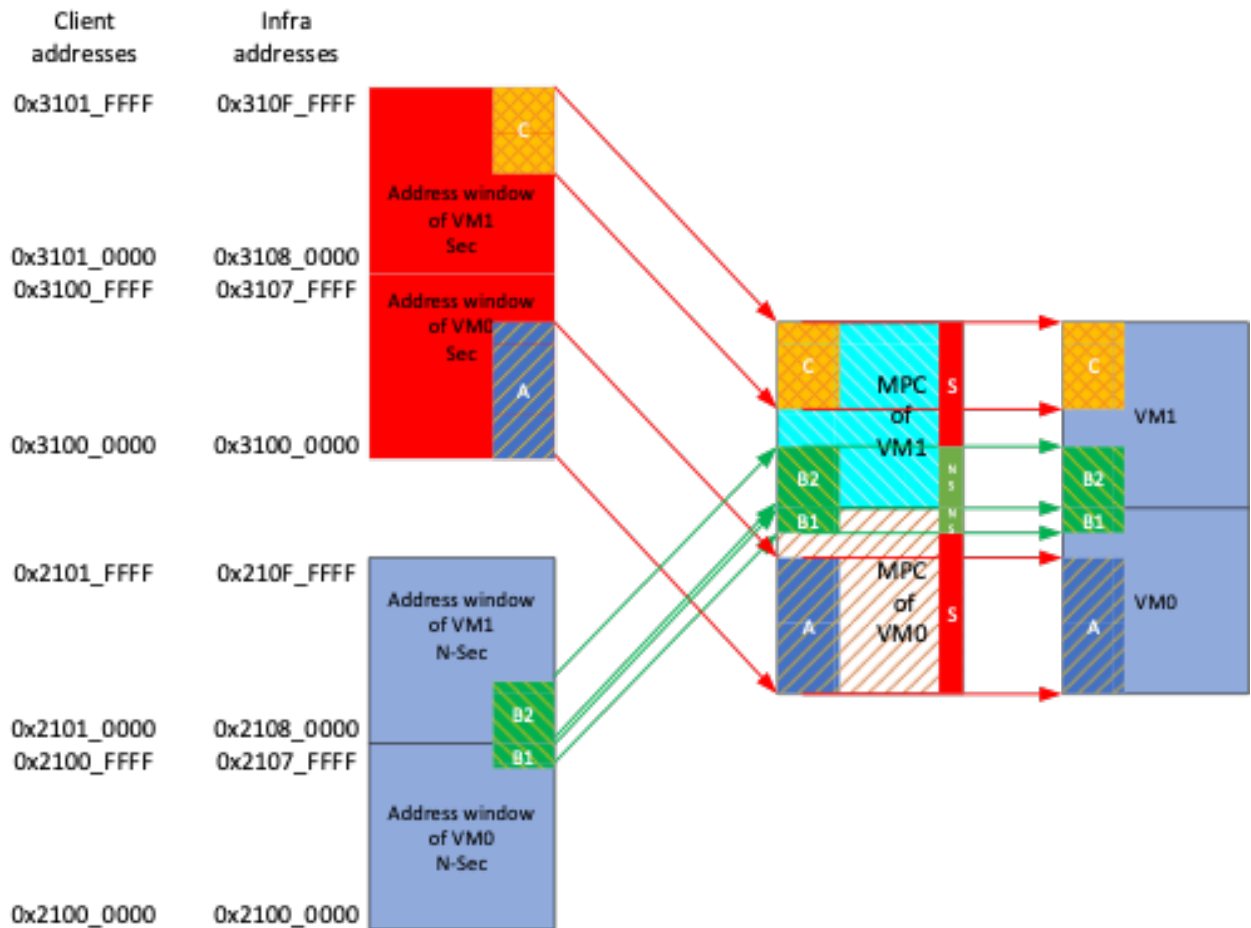 Client
addresses
Infra
addresses
0x3101_FFFF
0x310F_FFFF
C
Address window
of VM1
Sec
0x3101_0000
0x3108_0000
0x3100_FFFF
0x3107_FFFF
Address window
of VM0
Sec
A
0x3100_0000
0x3100_0000
0x2101_FFFF
0x210F_FFFF
Address window
of VM1
N-Sec
B2
0x2101_0000
0x2108_0000
0x2100_FFFF
0x2107_FFFF
B1
Address window
of VM0
N-Sec
0x2100_0000
0x2100_0000
C
MPC
of
VM1
S
B2
NS
B1
NS
MPC
of
VM0
A
S
C
VM1
B2
B1
VM0
A